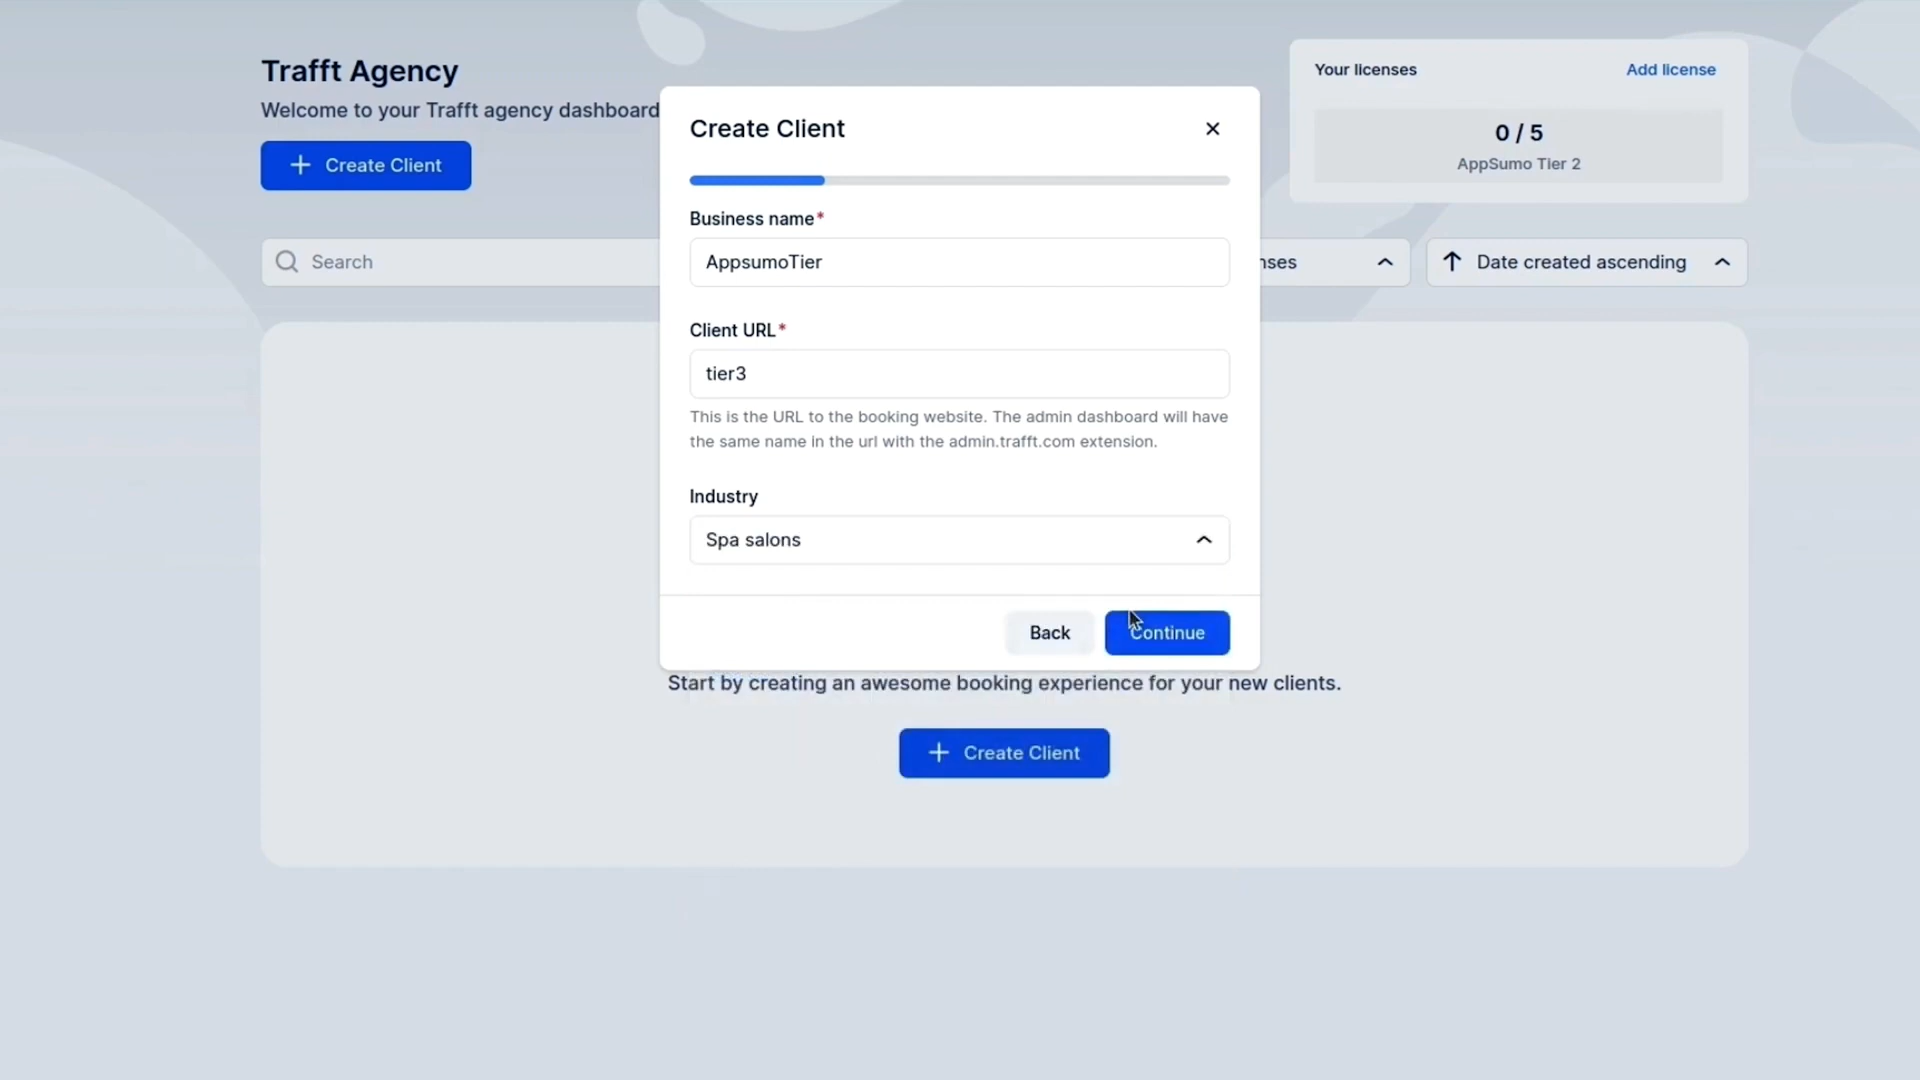 Trafft Agency
Welcome to your Trafft agency dashboard
Create Client
Your licenses
Add license
0 / 5
AppSumo Tier 2
Search
Date created ascending
Create Client
Business name*
AppsumoTier
Client URL*
tier3
This is the URL to the booking website. The admin dashboard will have
the same name in the url with the admin.trafft.com extension.
Industry
Spa salons
Back
Continue
Start by creating an awesome booking experience for your new clients.
Create Client